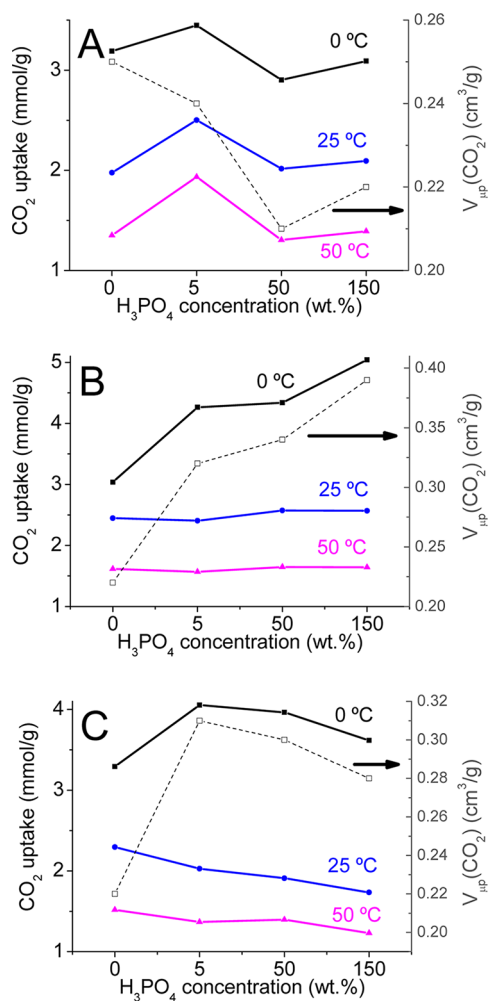 A
CO₂ uptake (mmol/g)
3
2
1
0 ºC
25 ºC
50 ºC
0.26
0.24
0.22
0.20
Vμp(CO₂) (cm³/g)
0 5 50 150
H₃PO₄ concentration (wt.%)
B
CO₂ uptake (mmol/g)
5
4
3
2
1
0 ºC
25 ºC
50 ºC
0.40
0.35
0.30
0.25
0.20
Vμp(CO₂) (cm³/g)
0 5 50 150
H₃PO₄ concentration (wt.%)
C
CO₂ uptake (mmol/g)
4
3
2
1
0 ºC
25 ºC
50 ºC
0.32
0.30
0.28
0.26
0.24
0.22
0.20
Vμp(CO₂) (cm³/g)
0 5 50 150
H₃PO₄ concentration (wt.%)